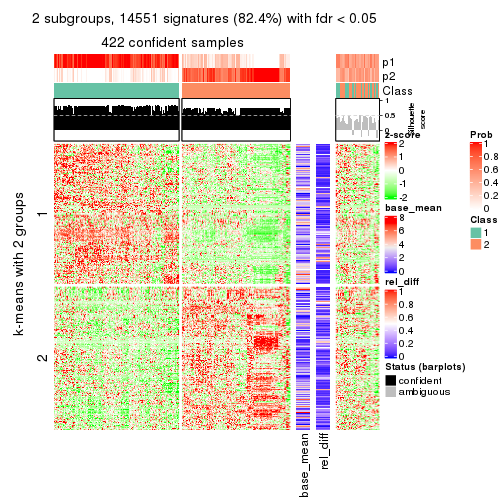 2 subgroups, 14551 signatures (82.4%) with fdr < 0.05
422 confident samples
p1
p2
Class
1
0.5
0
Silhouette
score
k-means with 2 groups
1
2
base_mean
rel_diff
z-score
2
1
0
-1
-2
base_mean
8
6
4
2
0
rel_diff
1
0.8
0.6
0.4
0.2
0
Status (barplots)
confident
ambiguous
Prob
1
0.8
0.6
0.4
0.2
0
Class
1
2